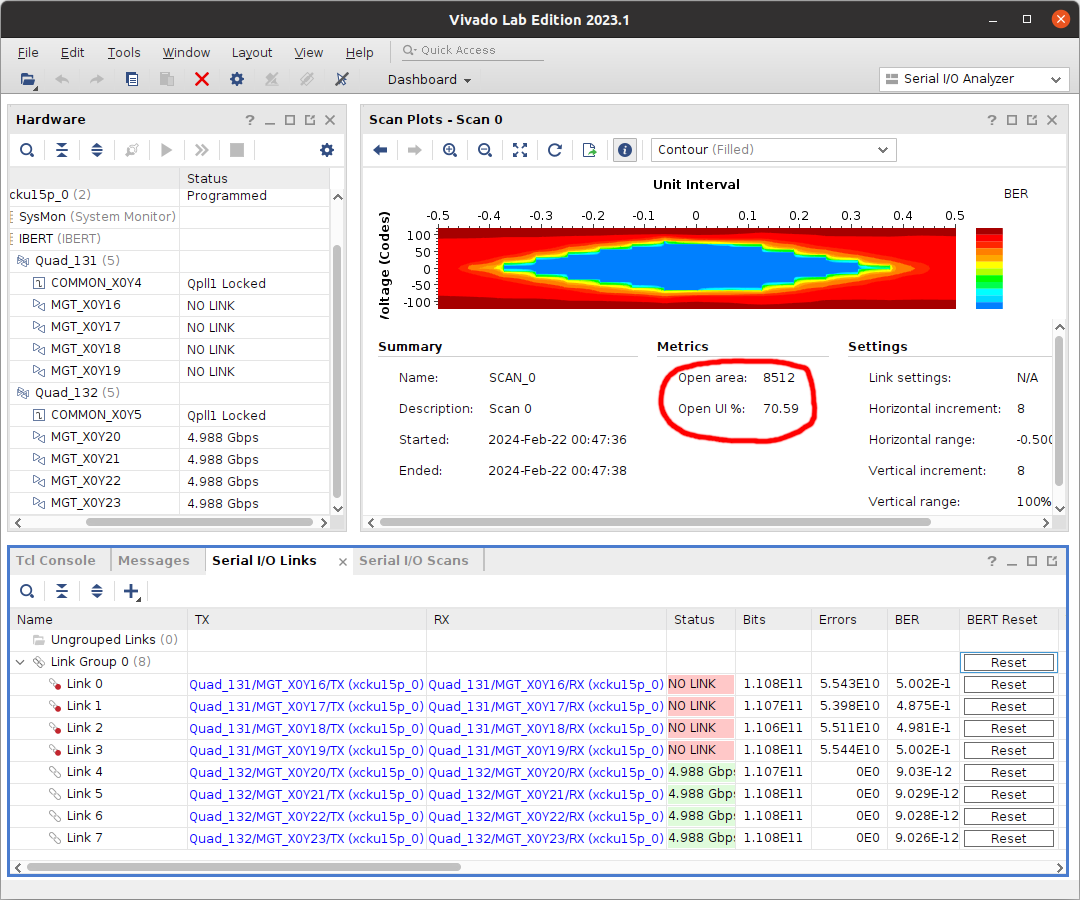 Vivado Lab Edition 2023.1
File Edit Tools Window Layout View Help Quick Access
Dashboard Serial I/O Analyzer
Hardware
Status
cku15p_0 (2) Programmed
SysMon (System Monitor)
IBERT (IBERT)
Quad_131 (5)
COMMON_X0Y4 Qpll1 Locked
MGT_X0Y16 NO LINK
MGT_X0Y17 NO LINK
MGT_X0Y18 NO LINK
MGT_X0Y19 NO LINK
Quad_132 (5)
COMMON_X0Y5 Qpll1 Locked
MGT_X0Y20 4.988 Gbps
MGT_X0Y21 4.988 Gbps
MGT_X0Y22 4.988 Gbps
MGT_X0Y23 4.988 Gbps
Scan Plots - Scan 0
Contour (Filled)
Unit Interval
BER
-0.5 -0.4 -0.3 -0.2 -0.1 0 0.1 0.2 0.3 0.4 0.5
oltage (Codes)
100
50
0
-50
-100
Summary
Name: SCAN_0
Description: Scan 0
Started: 2024-Feb-22 00:47:36
Ended: 2024-Feb-22 00:47:38
Metrics
Open area: 8512
Open UI %: 70.59
Settings
Link settings: N/A
Horizontal increment: 8
Horizontal range: -0.500
Vertical increment: 8
Vertical range: 100%
Tcl Console Messages Serial I/O Links Serial I/O Scans
Name TX RX Status Bits Errors BER BERT Reset
Ungrouped Links (0)
Link Group 0 (8) Reset
Link 0 Quad_131/MGT_X0Y16/TX (xcku15p_0) Quad_131/MGT_X0Y16/RX (xcku15p_0) NO LINK 1.108E11 5.543E10 5.002E-1 Reset
Link 1 Quad_131/MGT_X0Y17/TX (xcku15p_0) Quad_131/MGT_X0Y17/RX (xcku15p_0) NO LINK 1.107E11 5.398E10 4.875E-1 Reset
Link 2 Quad_131/MGT_X0Y18/TX (xcku15p_0) Quad_131/MGT_X0Y18/RX (xcku15p_0) NO LINK 1.106E11 5.511E10 4.981E-1 Reset
Link 3 Quad_131/MGT_X0Y19/TX (xcku15p_0) Quad_131/MGT_X0Y19/RX (xcku15p_0) NO LINK 1.108E11 5.544E10 5.002E-1 Reset
Link 4 Quad_132/MGT_X0Y20/TX (xcku15p_0) Quad_132/MGT_X0Y20/RX (xcku15p_0) 4.988 Gbps 1.107E11 0E0 9.03E-12 Reset
Link 5 Quad_132/MGT_X0Y21/TX (xcku15p_0) Quad_132/MGT_X0Y21/RX (xcku15p_0) 4.988 Gbps 1.108E11 0E0 9.029E-12 Reset
Link 6 Quad_132/MGT_X0Y22/TX (xcku15p_0) Quad_132/MGT_X0Y22/RX (xcku15p_0) 4.988 Gbps 1.108E11 0E0 9.028E-12 Reset
Link 7 Quad_132/MGT_X0Y23/TX (xcku15p_0) Quad_132/MGT_X0Y23/RX (xcku15p_0) 4.988 Gbps 1.108E11 0E0 9.026E-12 Reset